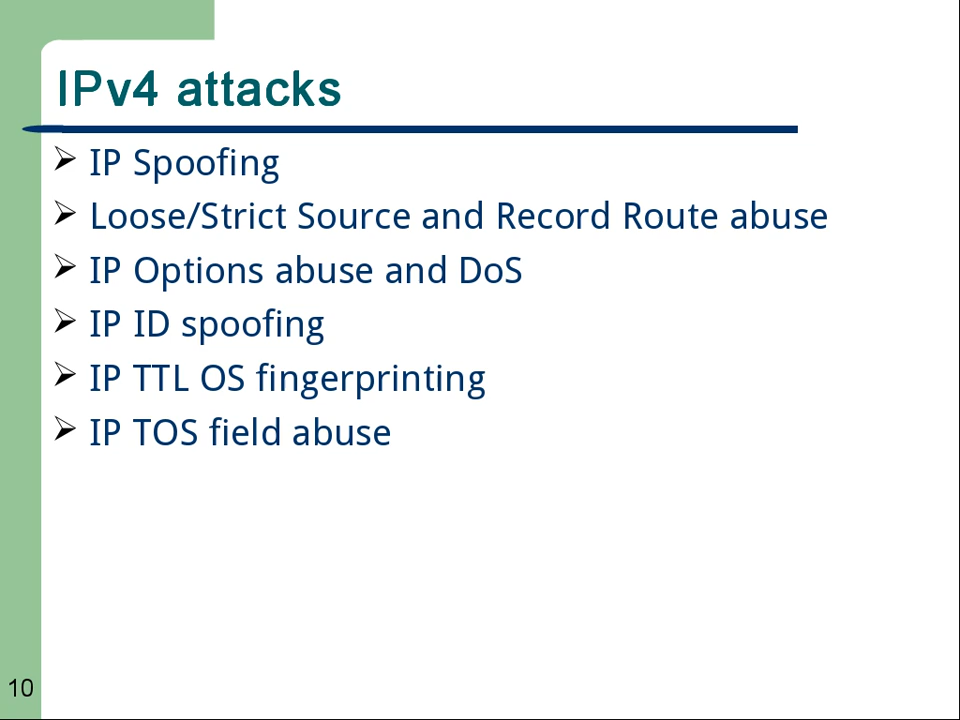 IPv4 attacks
IP Spoofing
Loose/Strict Source and Record Route abuse
IP Options abuse and DoS
IP ID spoofing
IP TTL OS fingerprinting
IP TOS field abuse
10